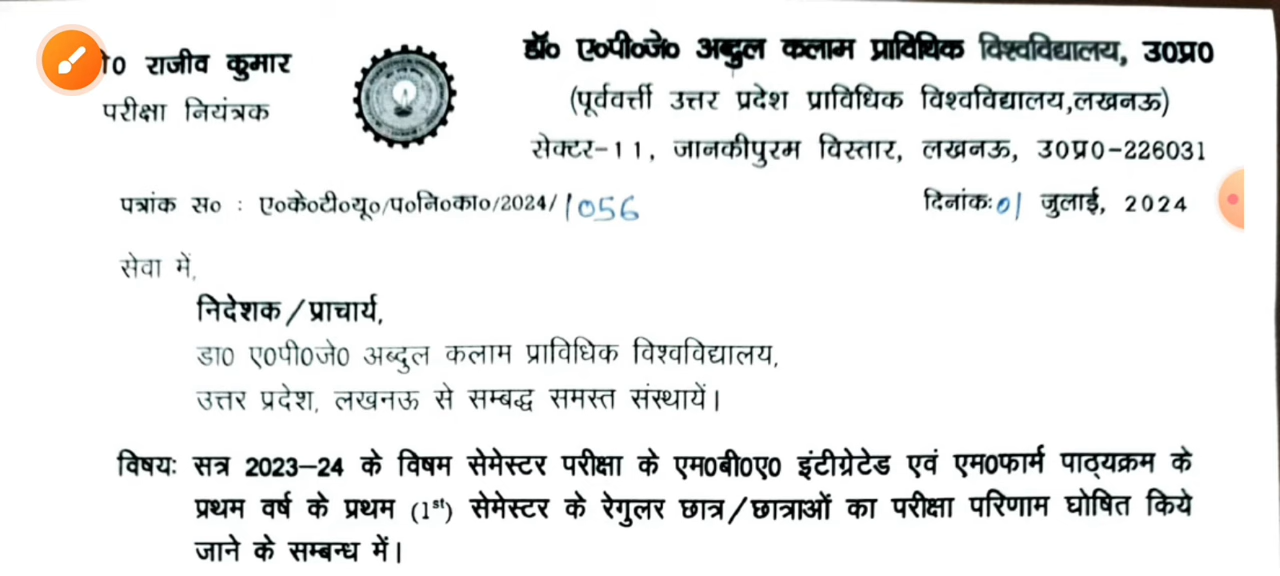 राजीव कुमार
परीक्षा नियंत्रक
डॉ० ए०पी०जे० अब्दुल कलाम प्राविधिक विश्वविद्यालय, उ0प्र0
(पूर्ववर्त्ती उत्तर प्रदेश प्राविधिक विश्वविद्यालय,लखनऊ)
सेक्टर-11, जानकीपुरम विस्तार, लखनऊ, उ0प्र0-226031
पत्रांक स० : ए०के०टी०यू०/प०नि०का०/2024/1056
दिनांक: 01 जुलाई, 2024
सेवा में,
निदेशक/प्राचार्य,
डा0 ए0पी0जे0 अब्दुल कलाम प्राविधिक विश्वविद्यालय,
उत्तर प्रदेश, लखनऊ से सम्बद्ध समस्त संस्थायें।
विषय: सत्र 2023-24 के विषम सेमेस्टर परीक्षा के एम0बी0ए0 इंटीग्रेटेड एवं एम0फार्म पाठ्यक्रम के
प्रथम वर्ष के प्रथम (1st) सेमेस्टर के रेगुलर छात्र/छात्राओं का परीक्षा परिणाम घोषित किये
जाने के सम्बन्ध में।